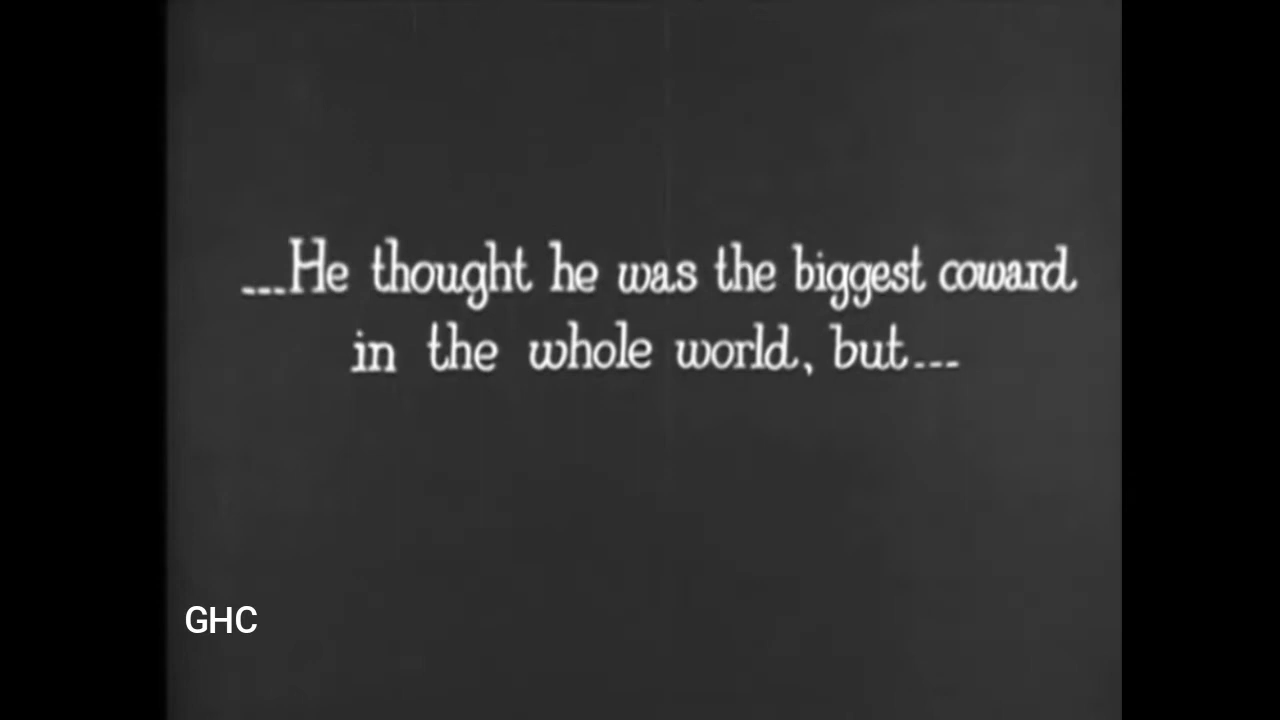 ---He thought he was the biggest coward
in the whole world, but---
GHC